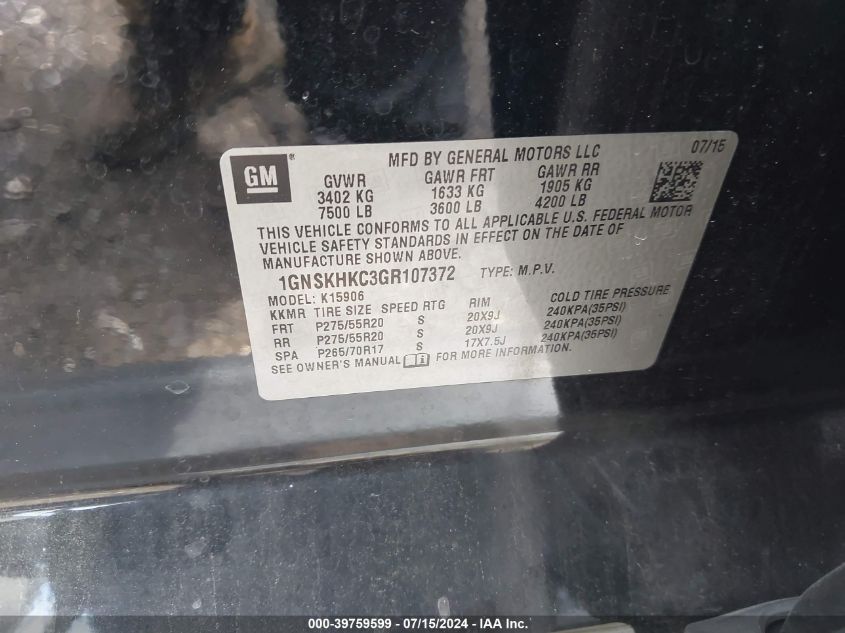 GM ®
MFD BY GENERAL MOTORS LLC 07/15
GVWR GAWR FRT GAWR RR
3402 KG 1633 KG 1905 KG
7500 LB 3600 LB 4200 LB
THIS VEHICLE CONFORMS TO ALL APPLICABLE U.S. FEDERAL MOTOR
VEHICLE SAFETY STANDARDS IN EFFECT ON THE DATE OF
MANUFACTURE SHOWN ABOVE.
1GNSKHKC3GR107372 TYPE: M.P.V.
MODEL: K15906
KKMR TIRE SIZE SPEED RTG RIM COLD TIRE PRESSURE
FRT P275/55R20 S 20X9J 240KPA(35PSI)
RR P275/55R20 S 20X9J 240KPA(35PSI)
SPA P265/70R17 S 17X7.5J 240KPA(35PSI)
SEE OWNER'S MANUAL FOR MORE INFORMATION.
000-39759599 - 07/15/2024 - IAA Inc.